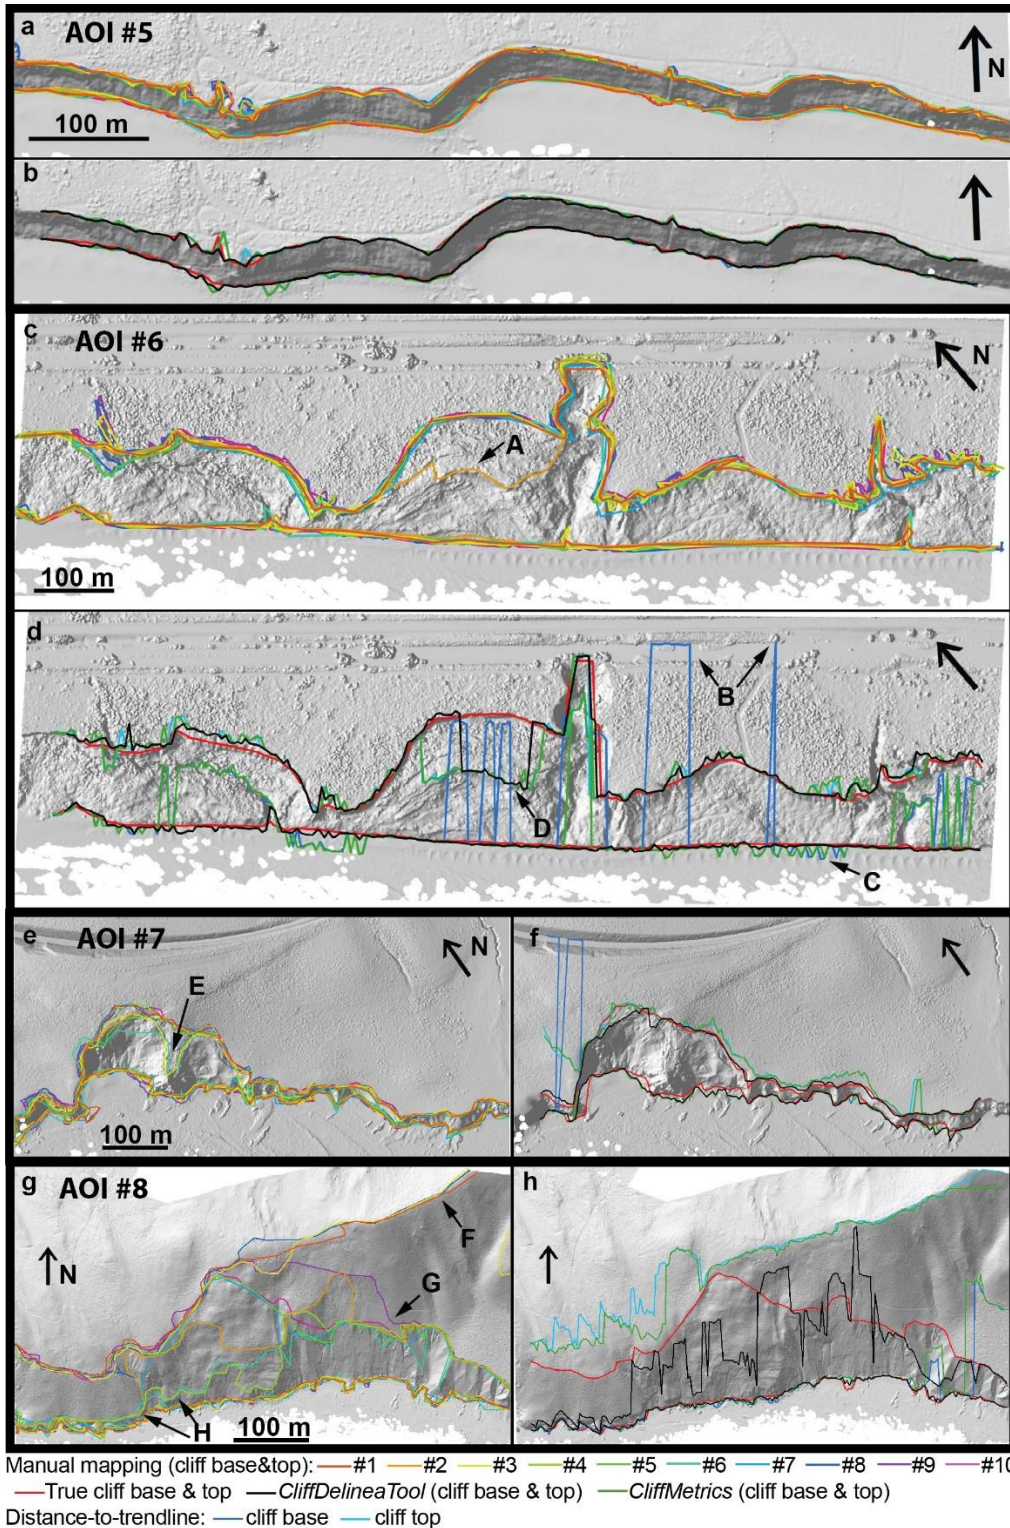 a AOI #5
N
100 m
b
c AOI #6
N
A
100 m
d
B
D
C
e AOI #7
N
E
100 m
f
g AOI #8
F
N
G
H
100 m
h
Manual mapping (cliff base&top): #1 #2 #3 #4 #5 #6 #7 #8 #9 #10
True cliff base & top CliffDelineaTool (cliff base & top) CliffMetrics (cliff base & top)
Distance-to-trendline: cliff base cliff top